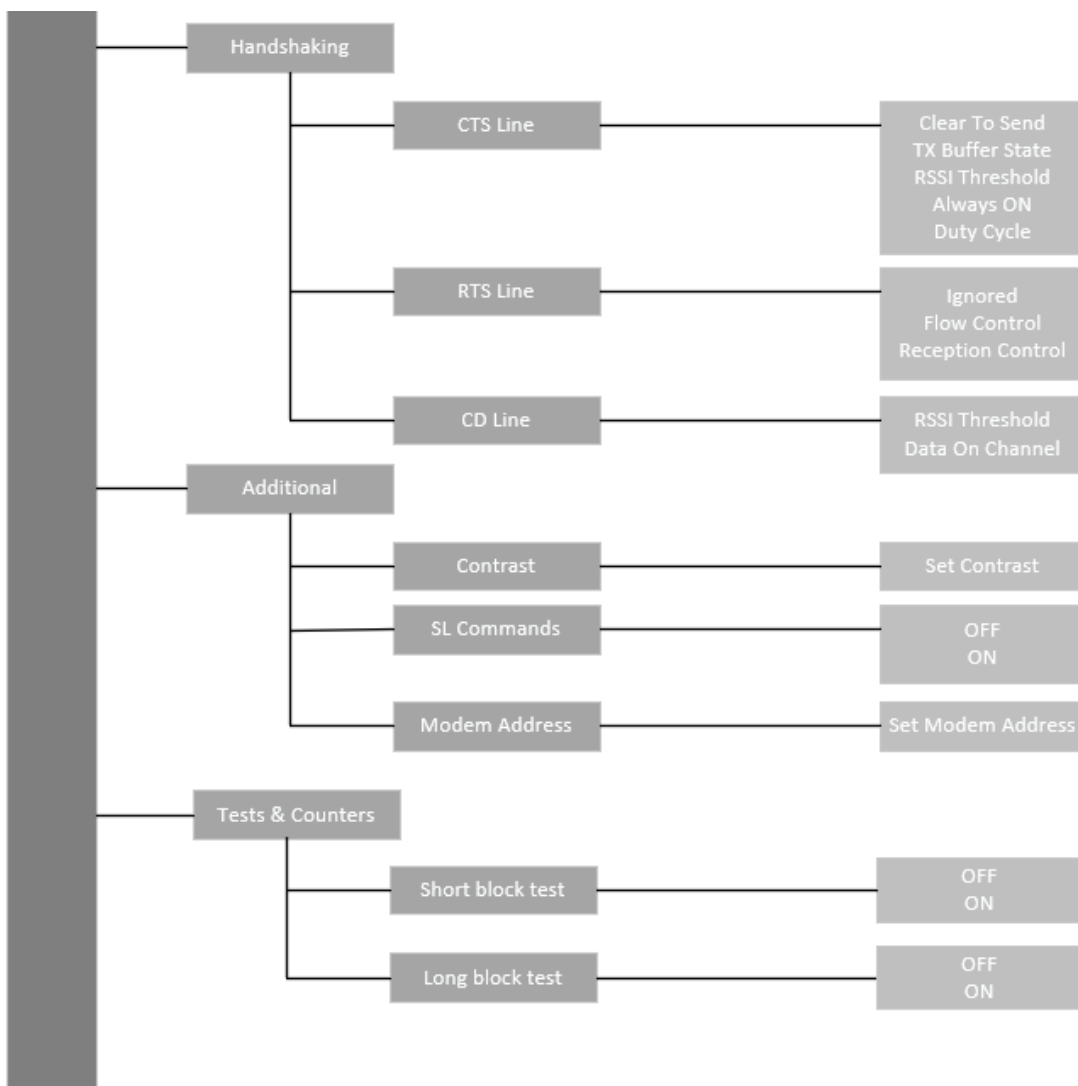 Handshaking
CTS Line
Clear To Send
TX Buffer State
RSSI Threshold
Always ON
Duty Cycle
RTS Line
Ignored
Flow Control
Reception Control
CD Line
RSSI Threshold
Data On Channel
Additional
Contrast
Set Contrast
SL Commands
OFF
ON
Modem Address
Set Modem Address
Tests & Counters
Short block test
OFF
ON
Long block test
OFF
ON